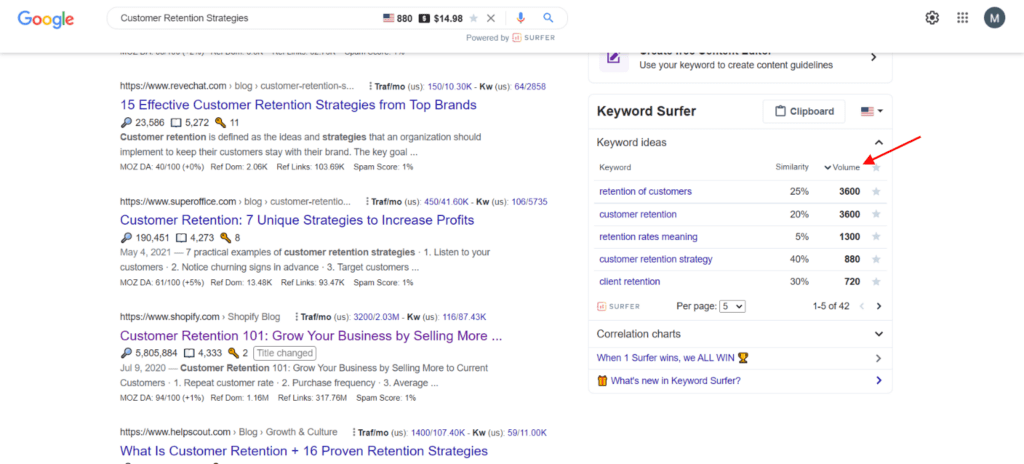 Google
Customer Retention Strategies
880 $ $14.98
M
Powered by SURFER
Create free Content Editor
Use your keyword to create content guidelines
https://www.revechat.com › blog › customer-retention-s... Traf/mo (us): 150/10.30K - Kw (us): 64/2858
15 Effective Customer Retention Strategies from Top Brands
23,586 5,272 11
Customer retention is defined as the ideas and strategies that an organization should
implement to keep their customers stay with their brand. The key goal ...
MOZ DA: 40/100 (+0%) Ref Dom: 2.06K Ref Links: 103.69K Spam Score: 1%
https://www.superoffice.com › blog › customer-retentio... Traf/mo (us): 450/41.60K - Kw (us): 106/5735
Customer Retention: 7 Unique Strategies to Increase Profits
190,451 4,273 8
May 4, 2021 — 7 practical examples of customer retention strategies · 1. Listen to your
customers · 2. Notice churning signs in advance · 3. Target customers ...
MOZ DA: 61/100 (+5%) Ref Dom: 13.48K Ref Links: 93.47K Spam Score: 1%
https://www.shopify.com › Shopify Blog Traf/mo (us): 3200/2.03M - Kw (us): 116/87.43K
Customer Retention 101: Grow Your Business by Selling More ...
5,805,884 4,333 2 Title changed
Jul 9, 2020 — Customer Retention 101: Grow Your Business by Selling More to Current
Customers · 1. Repeat customer rate · 2. Purchase frequency · 3. Average ...
MOZ DA: 94/100 (+1%) Ref Dom: 1.16M Ref Links: 317.76M Spam Score: 1%
https://www.helpscout.com › Blog › Growth & Culture Traf/mo (us): 1400/107.40K - Kw (us): 59/11.00K
What Is Customer Retention + 16 Proven Retention Strategies
Keyword Surfer Clipboard
Keyword ideas
Keyword Similarity Volume
retention of customers 25% 3600
customer retention 20% 3600
retention rates meaning 5% 1300
customer retention strategy 40% 880
client retention 30% 720
SURFER Per page: 5 1-5 of 42
Correlation charts
When 1 Surfer wins, we ALL WIN
What's new in Keyword Surfer?